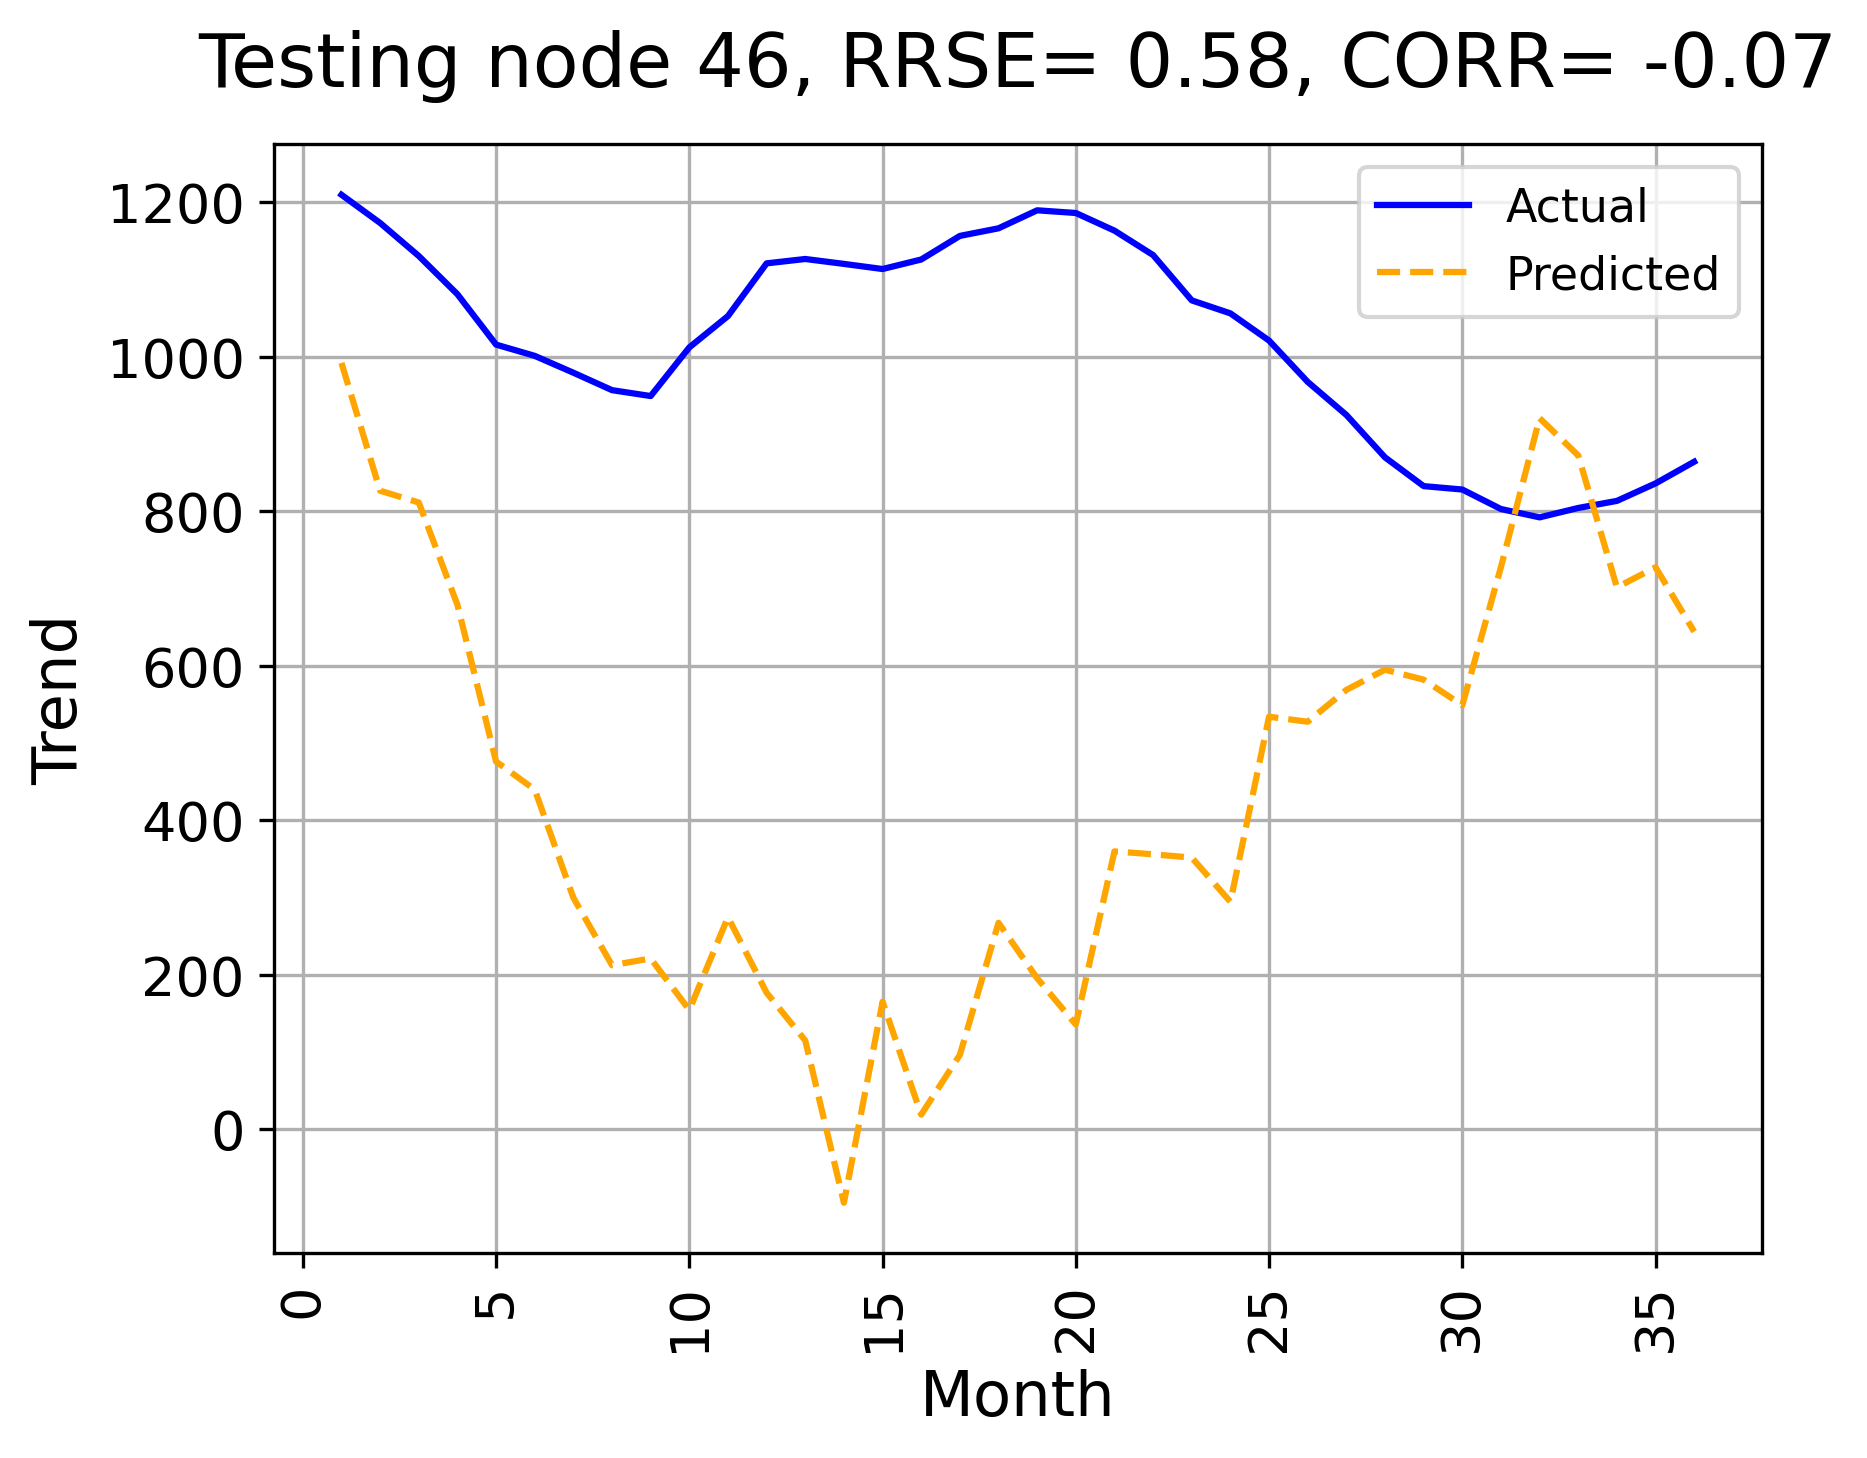 Testing node 46, RRSE= 0.58, CORR= -0.07
Actual
Predicted
1200
1000
800
600
400
200
0
Trend
0 5 10 15 20 25 30 35
Month